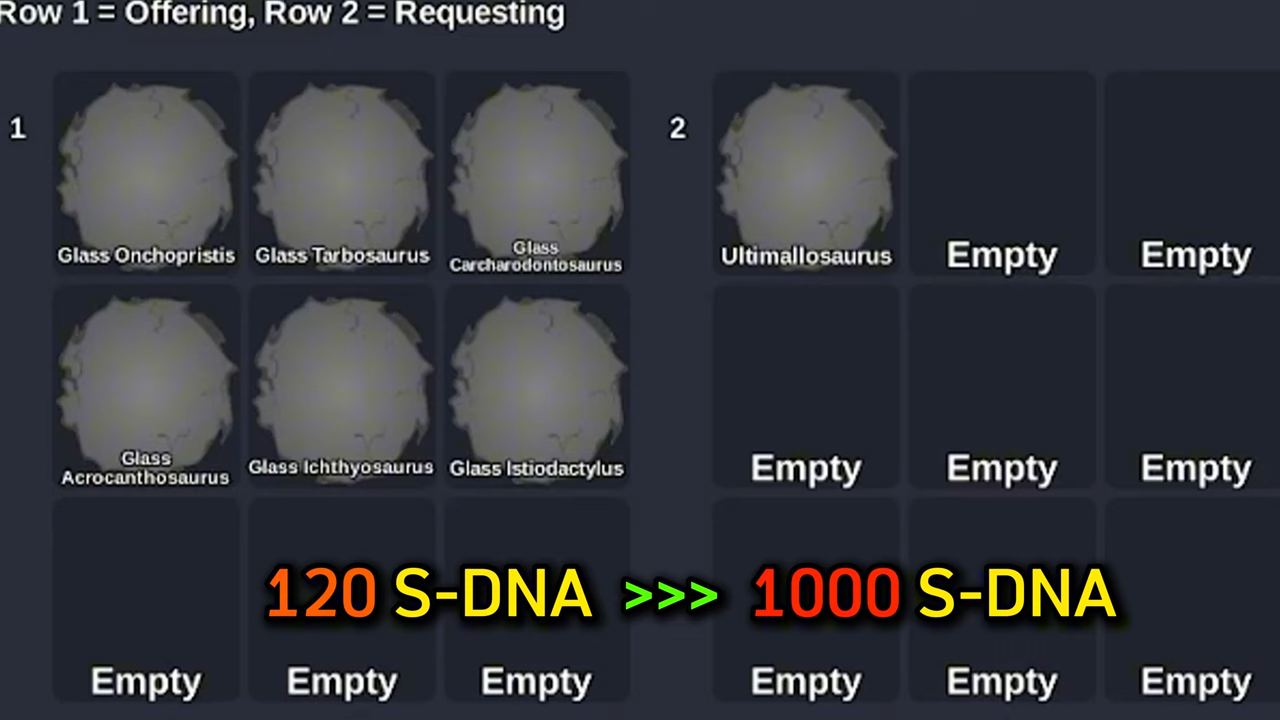 Row 1 = Offering, Row 2 = Requesting
1
Glass Onchopristis
Glass Tarbosaurus
Glass
Carcharodontosaurus
Glass
Acrocanthosaurus
Glass Ichthyosaurus
Glass Istiodactylus
Empty
Empty
Empty
2
Ultimallosaurus
Empty
Empty
Empty
Empty
Empty
Empty
Empty
Empty
120 S-DNA >>> 1000 S-DNA